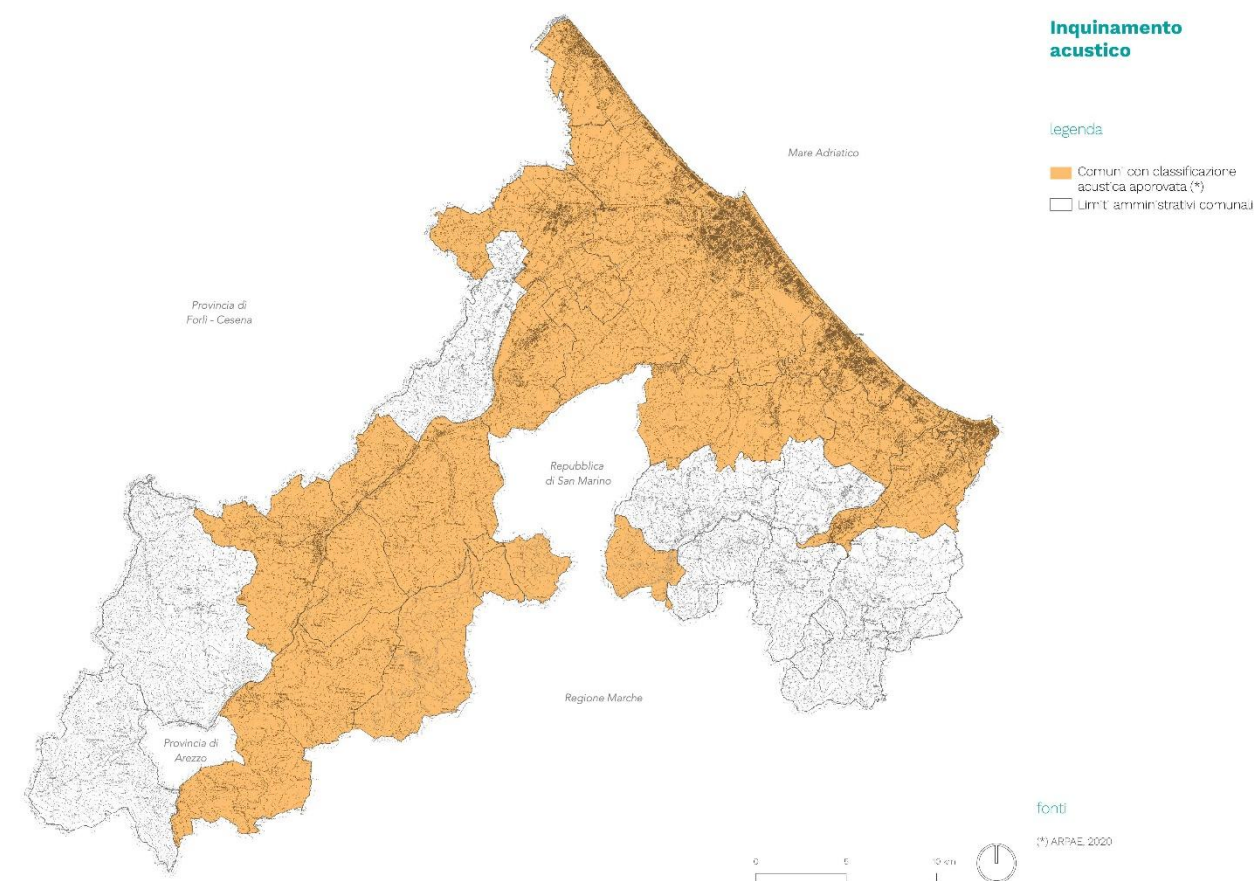 Inquinamento
acustico
legenda
Mare Adriatico
Comuni con classificazione
acustica approvata (*)
Limiti amministrativi comunali
Provincia di
Forlì - Cesena
Repubblica
di San Marino
Regione Marche
Provincia di
Arezzo
fonti
(*) ARPAE, 2020
0 5 10 km